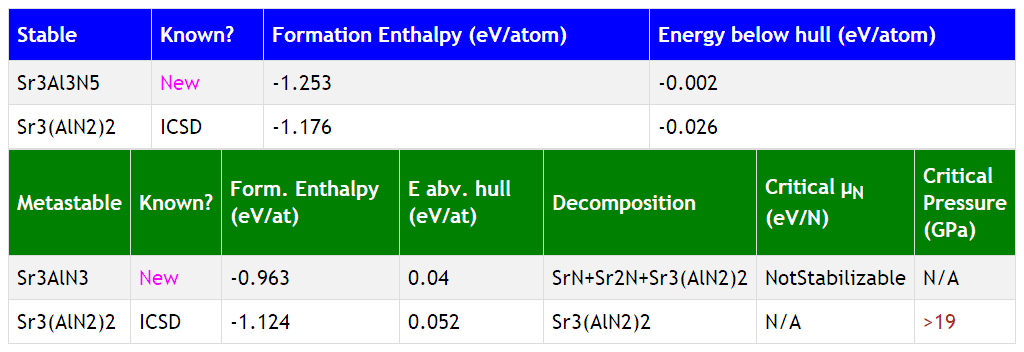 Stable Known? Formation Enthalpy (eV/atom) Energy below hull (eV/atom)
Sr3Al3N5 New -1.253 -0.002
Sr3(AlN2)2 ICSD -1.176 -0.026
Metastable Known? Form. Enthalpy (eV/at) E abv. hull (eV/at) Decomposition Critical μN (eV/N) Critical Pressure (GPa)
Sr3AlN3 New -0.963 0.04 SrN+Sr2N+Sr3(AlN2)2 NotStabilizable N/A
Sr3(AlN2)2 ICSD -1.124 0.052 Sr3(AlN2)2 N/A >19